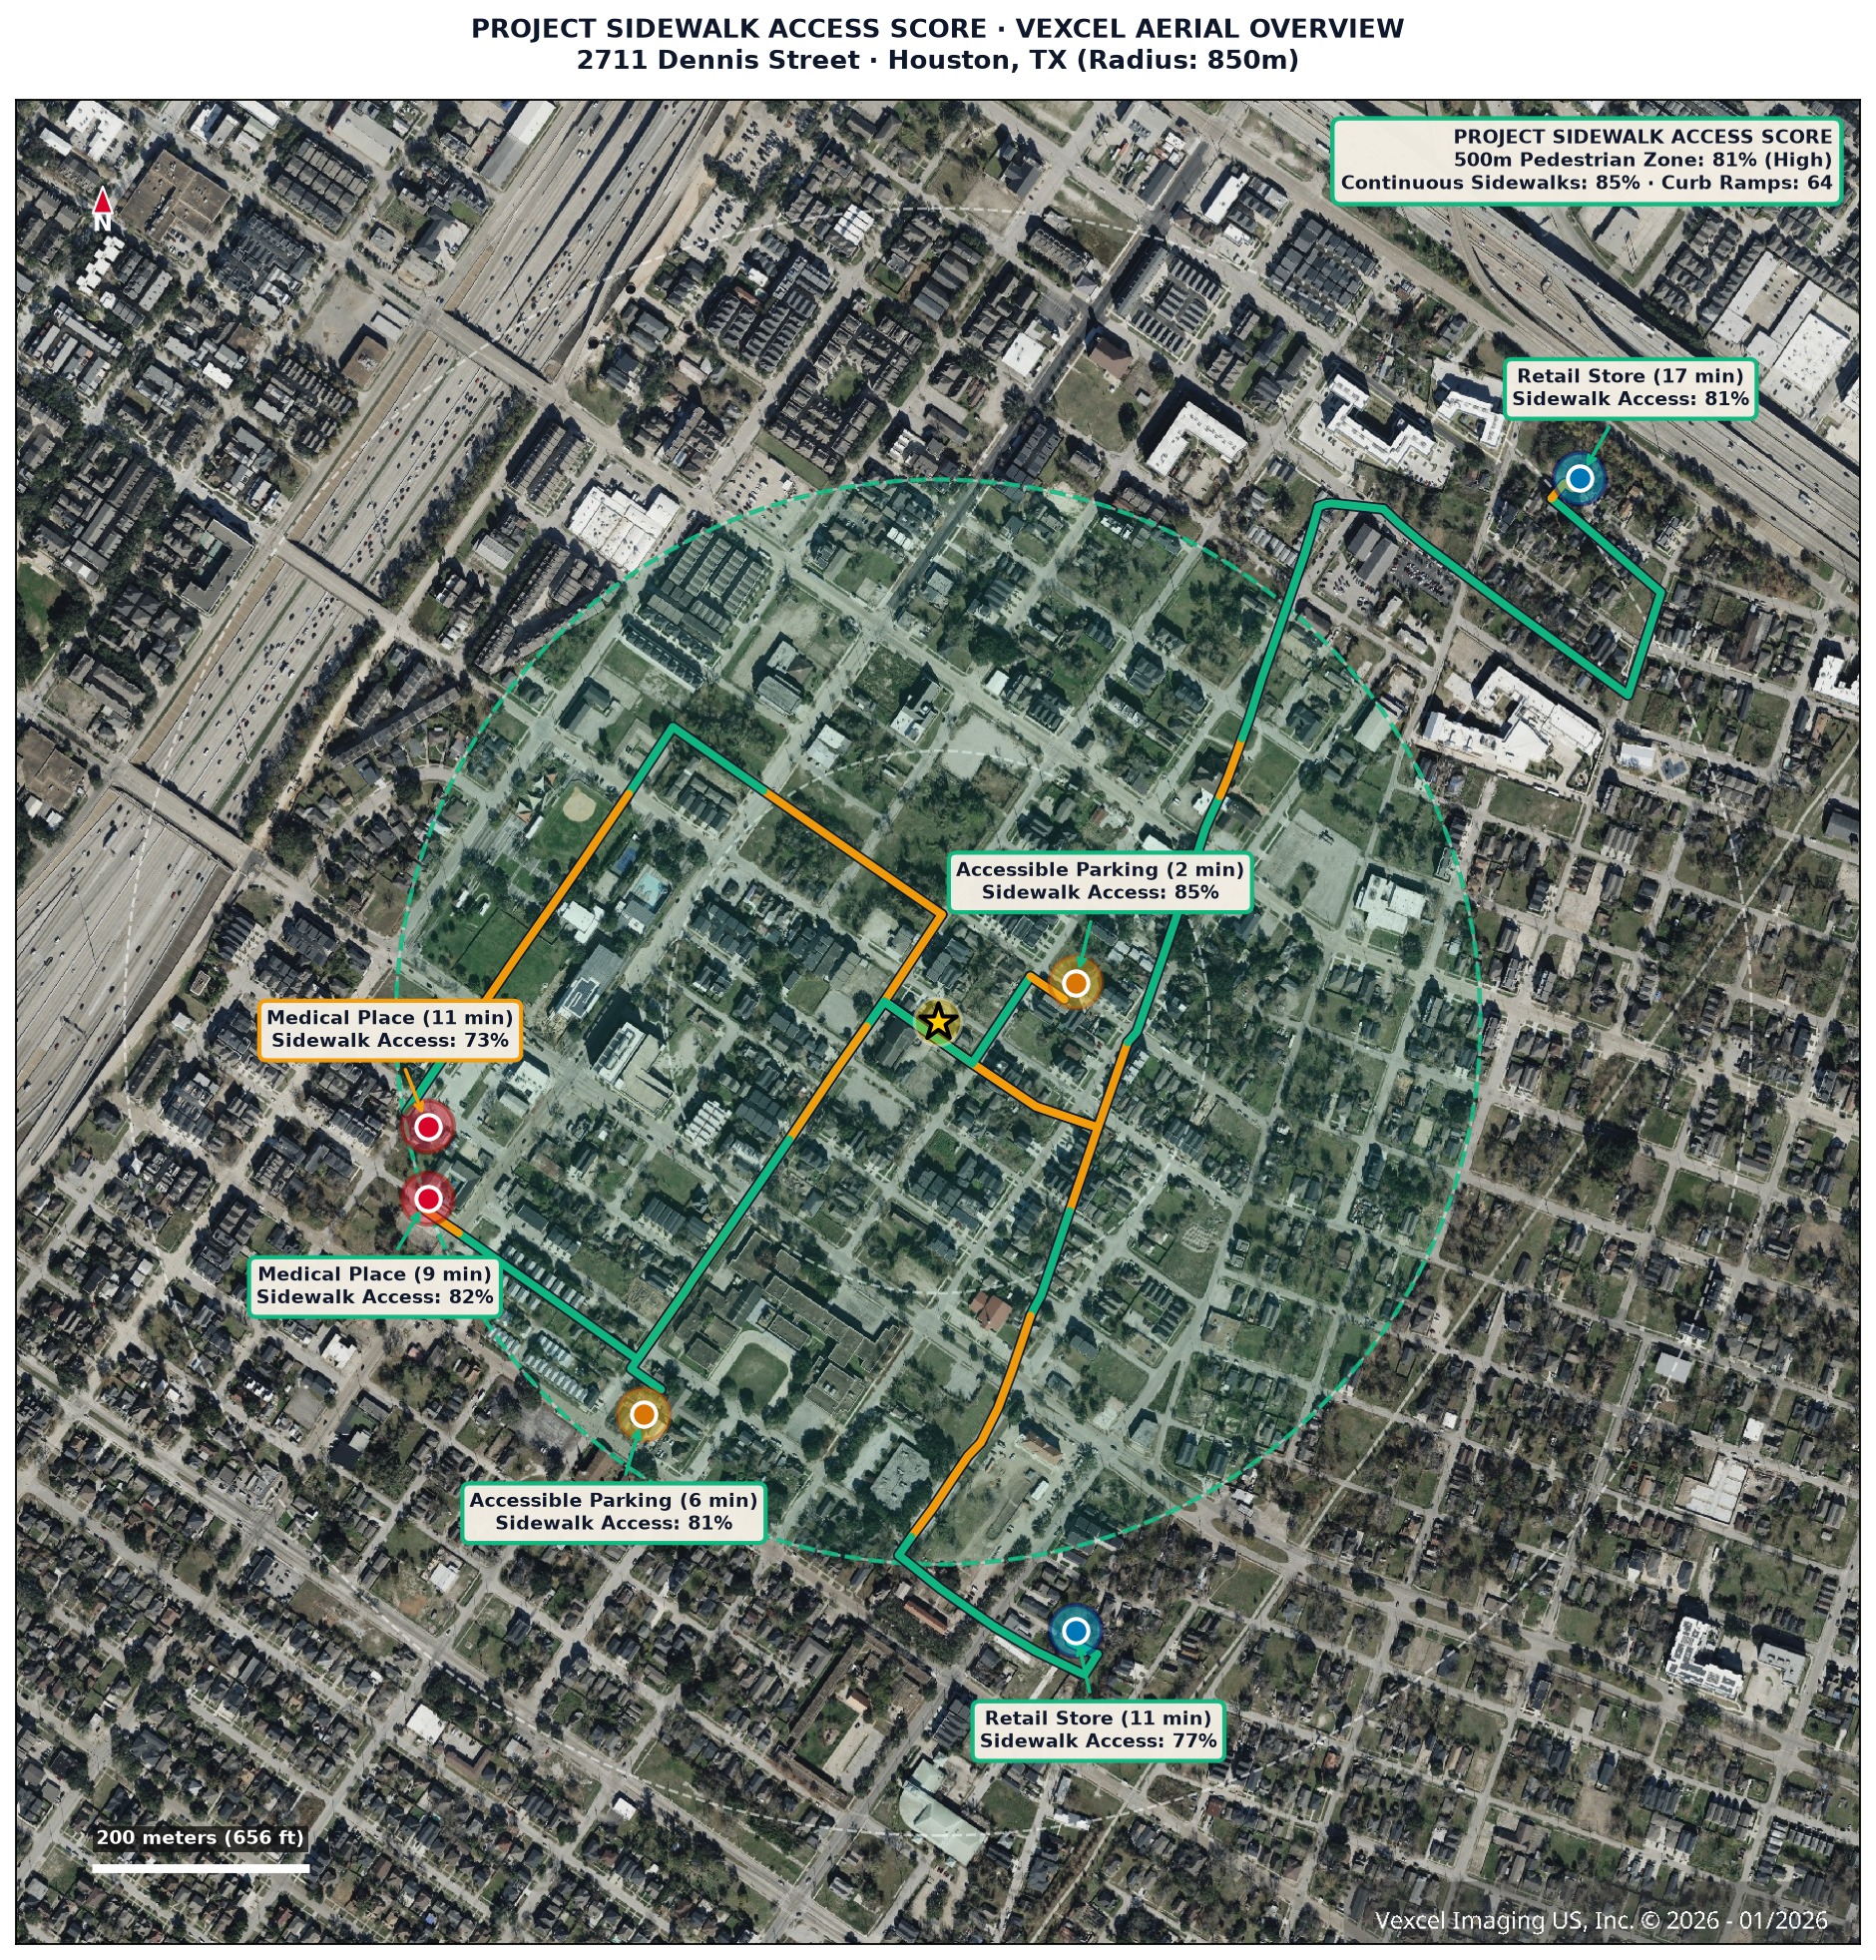 PROJECT SIDEWALK ACCESS SCORE · VEXCEL AERIAL OVERVIEW
2711 Dennis Street · Houston, TX (Radius: 850m)
PROJECT SIDEWALK ACCESS SCORE
500m Pedestrian Zone: 81% (High)
Continuous Sidewalks: 85% · Curb Ramps: 64
N
Retail Store (17 min)
Sidewalk Access: 81%
Accessible Parking (2 min)
Sidewalk Access: 85%
Medical Place (11 min)
Sidewalk Access: 73%
Medical Place (9 min)
Sidewalk Access: 82%
Accessible Parking (6 min)
Sidewalk Access: 81%
Retail Store (11 min)
Sidewalk Access: 77%
200 meters (656 ft)
Vexcel Imaging US, Inc. © 2026 - 01/2026